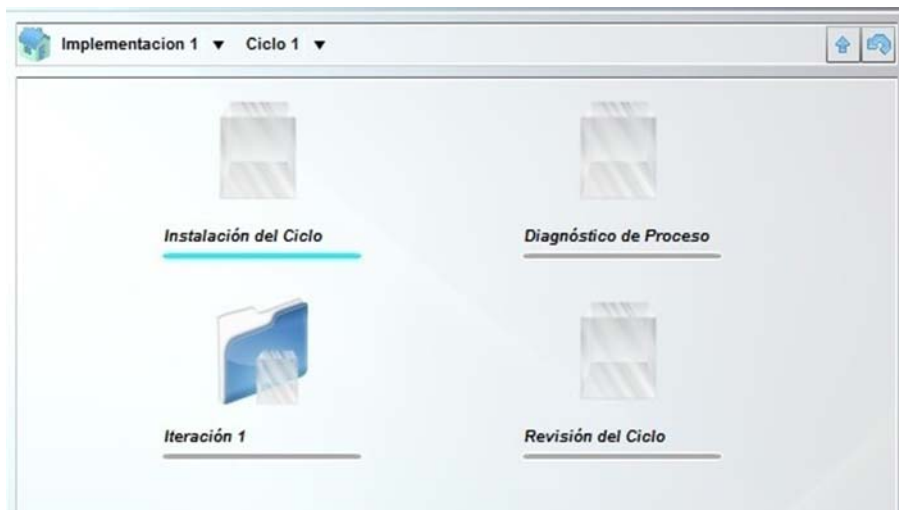 Implementacion 1 ▼ Ciclo 1 ▼
Instalación del Ciclo
Diagnóstico de Proceso
Iteración 1
Revisión del Ciclo